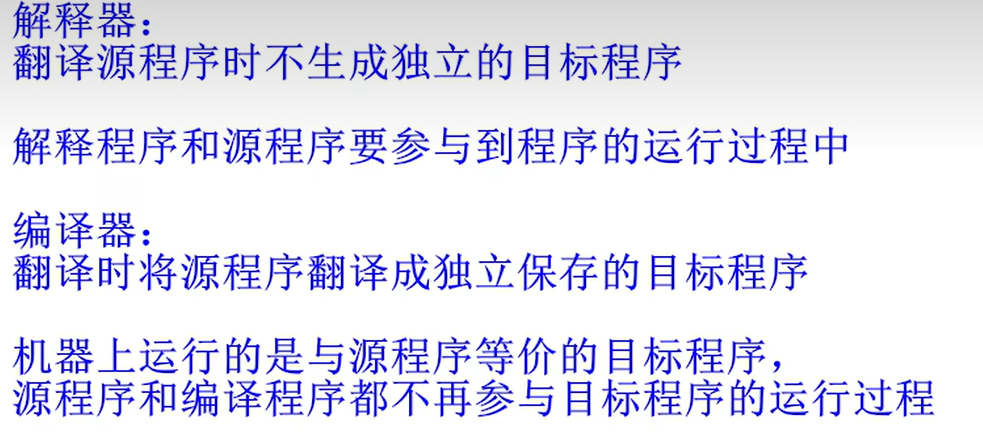 解释器：
翻译源程序时不生成独立的目标程序
解释程序和源程序要参与到程序的运行过程中
编译器：
翻译时将源程序翻译成独立保存的目标程序
机器上运行的是与源程序等价的目标程序，
源程序和编译程序都不再参与目标程序的运行过程